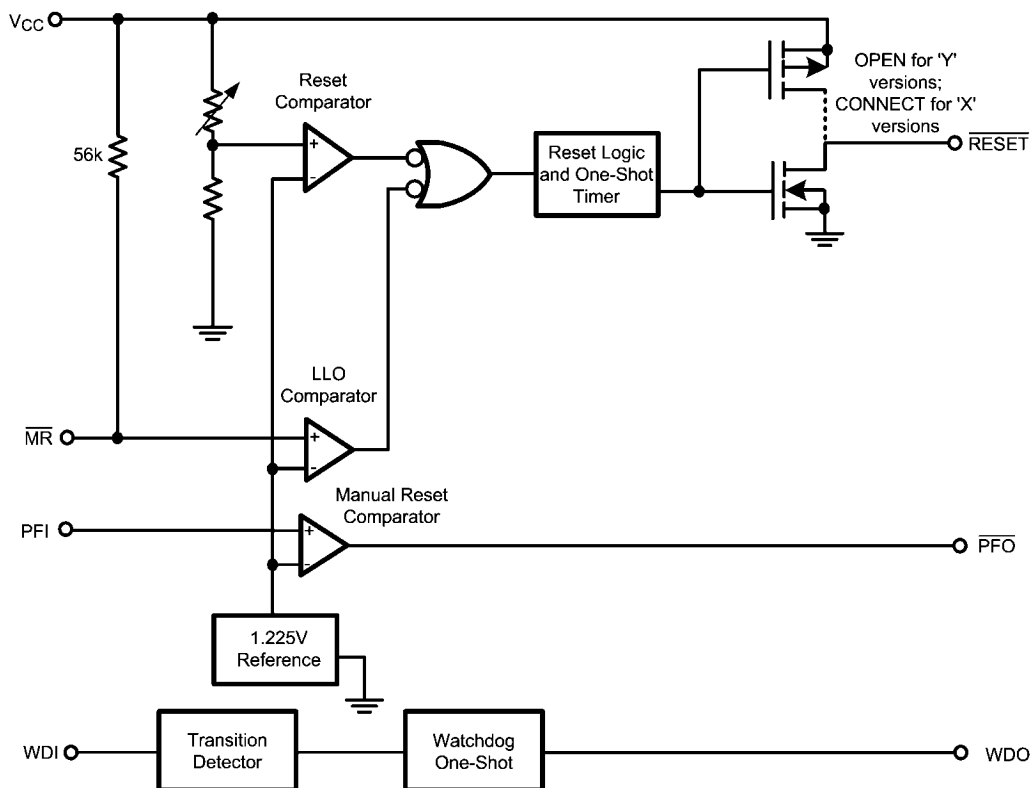 VCC
Reset
Comparator
OPEN for 'Y'
versions;
CONNECT for 'X'
versions
56k
+
-
Reset Logic
and One-Shot
Timer
RESET
LLO
Comparator
MR
+
-
Manual Reset
Comparator
PFI
+
-
PFO
1.225V
Reference
WDI
Transition
Detector
Watchdog
One-Shot
WDO